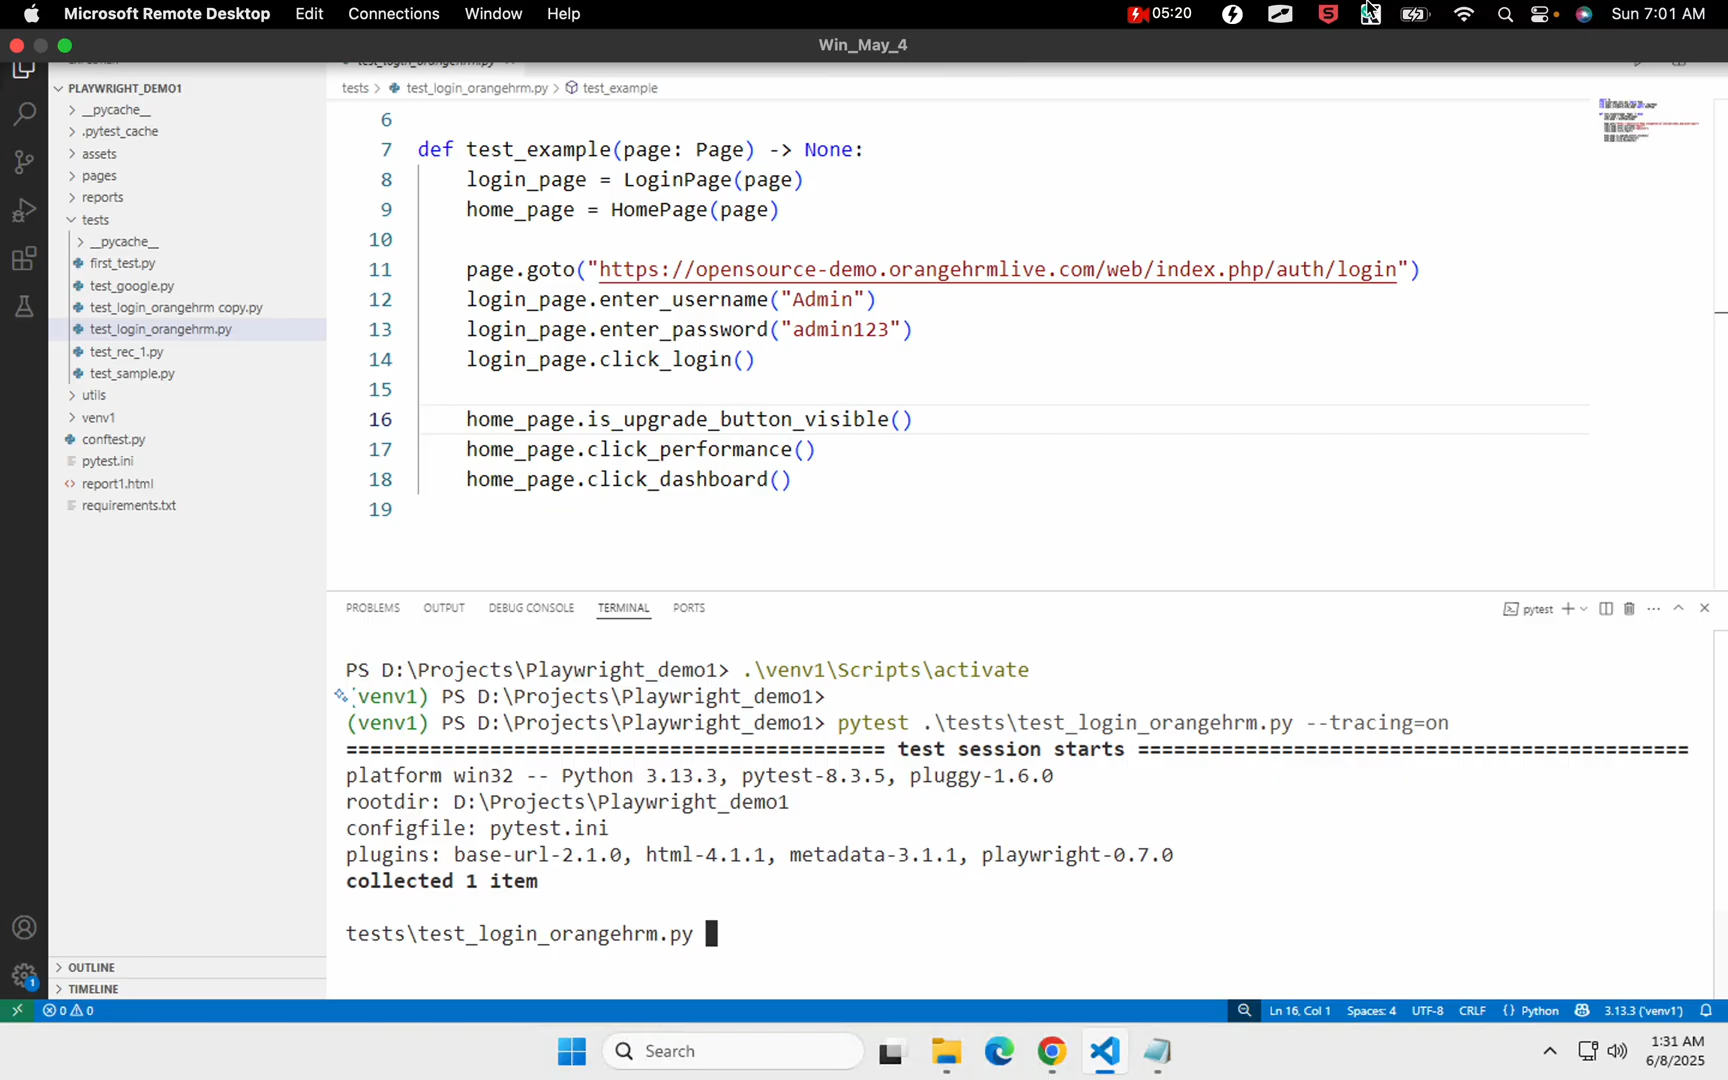 Microsoft Remote Desktop Edit Connections Window Help 05:20 Sun 7:01 AM
Win_May_4
PLAYWRIGHT_DEMO1
__pycache__
.pytest_cache
assets
pages
reports
tests
__pycache__
first_test.py
test_google.py
test_login_orangehrm copy.py
test_login_orangehrm.py
test_rec_1.py
test_sample.py
utils
venv1
conftest.py
pytest.ini
report1.html
requirements.txt
OUTLINE
TIMELINE
tests > test_login_orangehrm.py > test_example
6
7 def test_example(page: Page) -> None:
8 login_page = LoginPage(page)
9 home_page = HomePage(page)
10
11 page.goto("https://opensource-demo.orangehrmlive.com/web/index.php/auth/login")
12 login_page.enter_username("Admin")
13 login_page.enter_password("admin123")
14 login_page.click_login()
15
16 home_page.is_upgrade_button_visible()
17 home_page.click_performance()
18 home_page.click_dashboard()
19
PROBLEMS OUTPUT DEBUG CONSOLE TERMINAL PORTS pytest
PS D:\Projects\Playwright_demo1> .\venv1\Scripts\activate
(venv1) PS D:\Projects\Playwright_demo1>
(venv1) PS D:\Projects\Playwright_demo1> pytest .\tests\test_login_orangehrm.py --tracing=on
============================================= test session starts ==============================================
platform win32 -- Python 3.13.3, pytest-8.3.5, pluggy-1.6.0
rootdir: D:\Projects\Playwright_demo1
configfile: pytest.ini
plugins: base-url-2.1.0, html-4.1.1, metadata-3.1.1, playwright-0.7.0
collected 1 item
tests\test_login_orangehrm.py
0 0 Ln 16, Col 1 Spaces: 4 UTF-8 CRLF {} Python 3.13.3 ('venv1')
Search
1:31 AM
6/8/2025